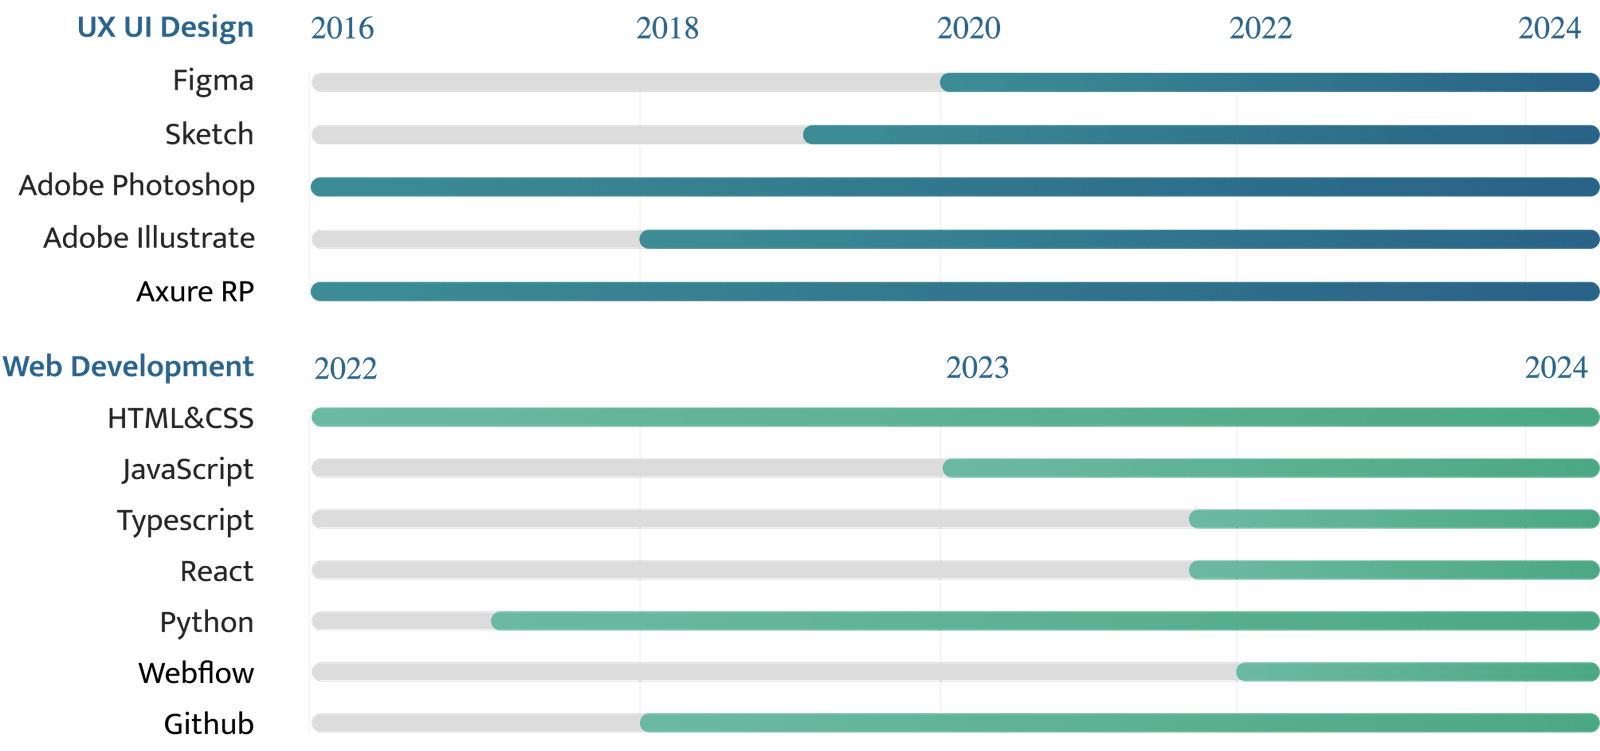 UX UI Design 2016 2018 2020 2022 2024
Figma
Sketch
Adobe Photoshop
Adobe Illustrate
Axure RP
Web Development 2022 2023 2024
HTML&CSS
JavaScript
Typescript
React
Python
Webflow
Github